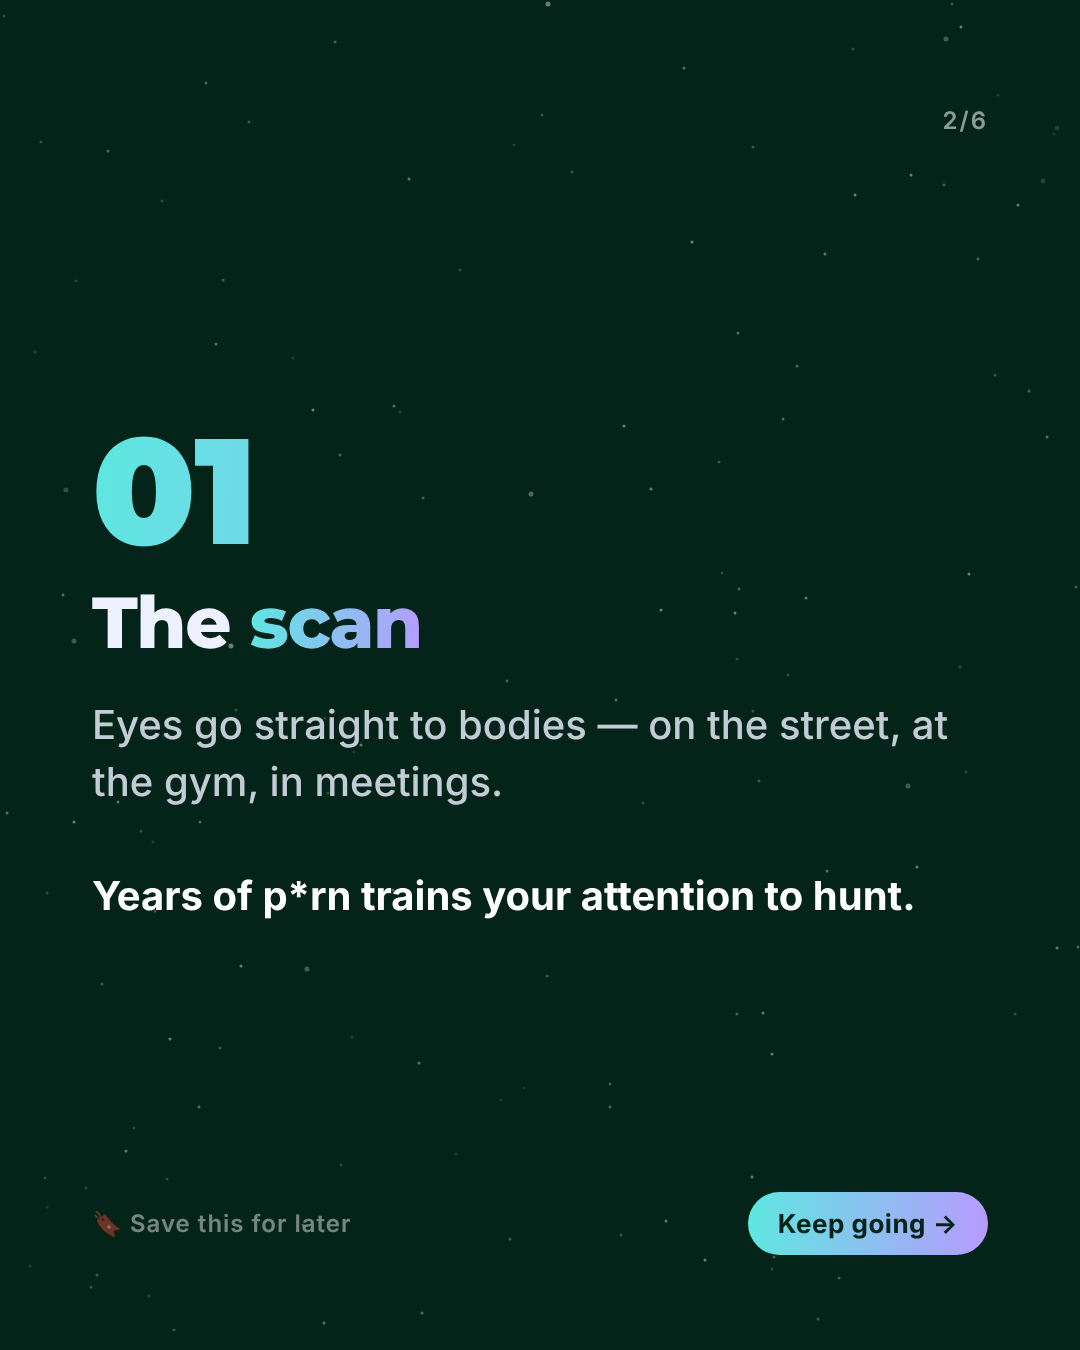 2/6
01
The scan
Eyes go straight to bodies — on the street, at
the gym, in meetings.
Years of p*rn trains your attention to hunt.
🔖 Save this for later
Keep going →